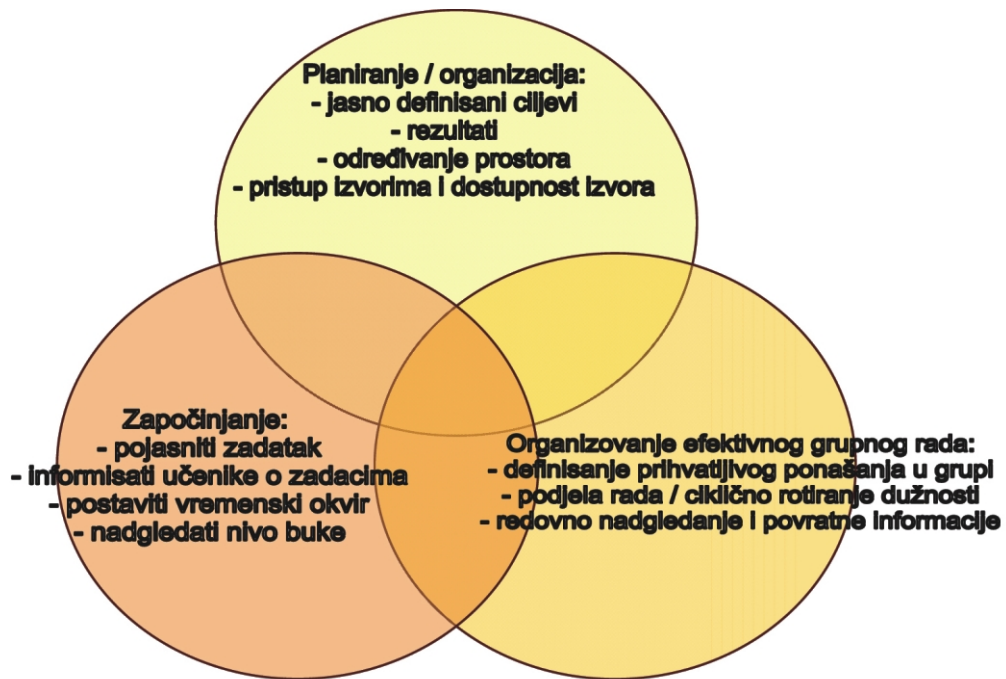 Planiranje / organizacija:
- jasno definisani ciljevi
- rezultati
- određivanje prostora
- pristup izvorima i dostupnost izvora
Započinjanje:
- pojasniti zadatak
- informisati učenike o zadacima
- postaviti vremenski okvir
- nadgledati nivo buke
Organizovanje efektivnog grupnog rada:
- definisanje prihvatljivog ponašanja u grupi
- podjela rada / ciklično rotiranje dužnosti
- redovno nadgledanje i povratne informacije